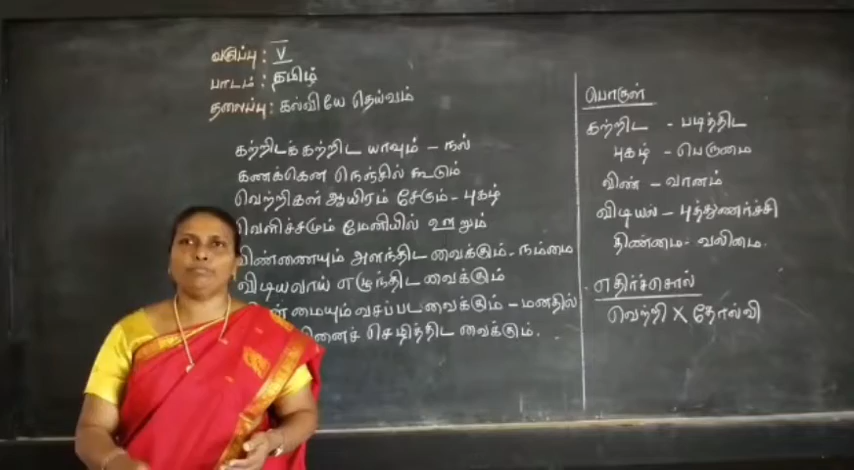 வகுப்பு : V
பாடம் : தமிழ்
தலைப்பு : கல்வியே தெய்வம்
கற்றிடக் கற்றிட யாவும் - நல்
கணக்கென நெஞ்சில் கூடும்
வெற்றிகள் ஆயிரம் சேரும் - புகழ்
வெளிச்சமும் மேனியில் ஊறும்
விண்ணையும் அளந்திட வைக்கும் - நம்மை
விடியலாய் எழுந்திட வைக்கும்
வசப்பட வைக்கும் - மனதில்
செழித்திட வைக்கும்.
பொருள்
கற்றிட - படித்திட
புகழ் - பெருமை
விண் - வானம்
விடியல் - புத்துணர்ச்சி
திண்மை - வலிமை.
எதிர்ச்சொல்
வெற்றி X தோல்வி